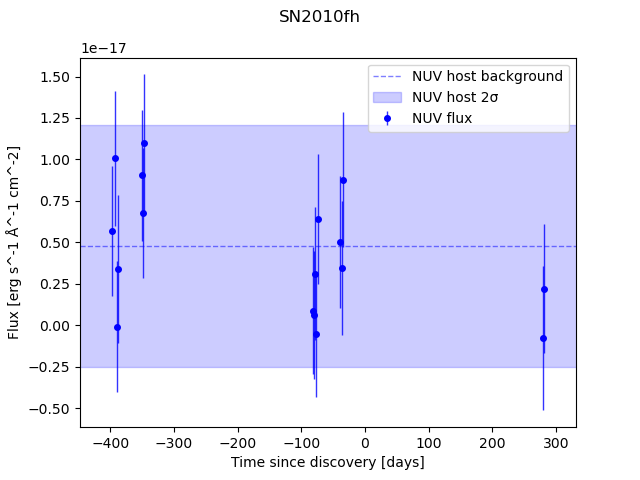 SN2010fh
1e−17
NUV host background
NUV host 2σ
NUV flux
1.50
1.25
1.00
0.75
0.50
0.25
0.00
−0.25
−0.50
Flux [erg s^-1 Å^-1 cm^-2]
−400
−300
−200
−100
0
100
200
300
Time since discovery [days]